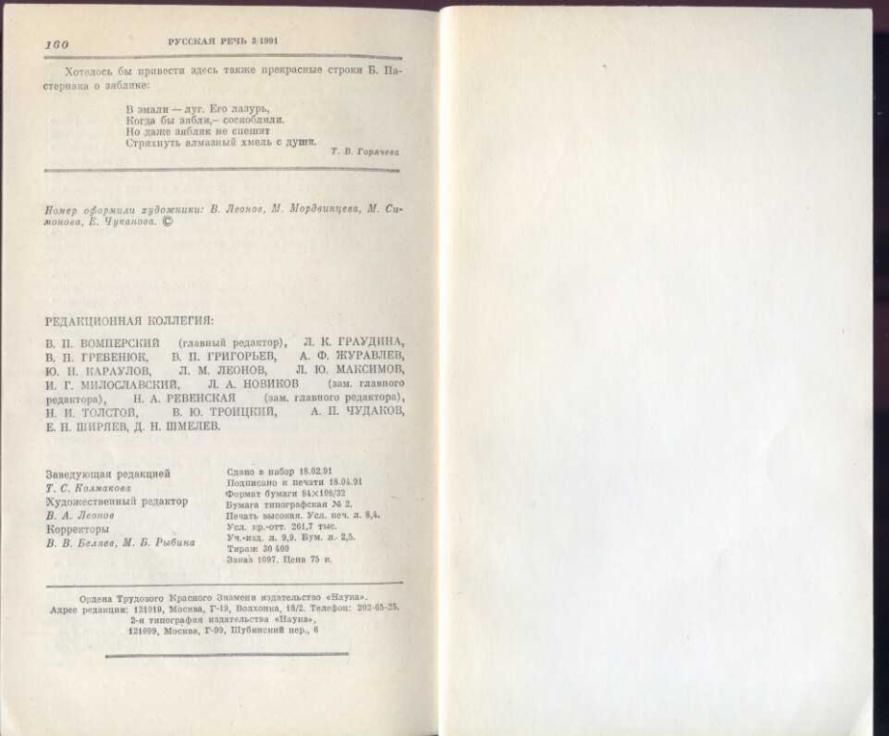 160
РУССКАЯ РЕЧЬ 3/1991
Хотелось бы привести здесь также прекрасные строки Б. Па-
стернака о зяблике:
В эмали — луг. Его лазурь,
Когда бы зябли,– соскоблили.
Но даже зяблик не спешит
Стряхнуть алмазный хмель с души.
Т. В. Горячева
Номер оформили художники: В. Леонов, М. Мордвинцева, М. Си-
монова, Е. Чуканова. ©
РЕДАКЦИОННАЯ КОЛЛЕГИЯ:
В. П. ВОМПЕРСКИЙ (главный редактор), Л. К. ГРАУДИНА,
В. П. ГРЕБЕНЮК, В. П. ГРИГОРЬЕВ, А. Ф. ЖУРАВЛЕВ,
Ю. Н. КАРАУЛОВ, Л. М. ЛЕОНОВ, Л. Ю. МАКСИМОВ,
И. Г. МИЛОСЛАВСКИЙ, Л. А. НОВИКОВ (зам. главного
редактора), Н. А. РЕВЕНСКАЯ (зам. главного редактора),
Н. И. ТОЛСТОЙ, В. Ю. ТРОИЦКИЙ, А. П. ЧУДАКОВ,
Е. Н. ШИРЯЕВ, Д. Н. ШМЕЛЕВ.
Заведующая редакцией
Т. С. Колмакова
Художественный редактор
В. А. Леонов
Корректоры
В. В. Беляев, М. Б. Рыбина
Сдано в набор 18.02.91
Подписано к печати 18.04.91
Формат бумаги 84×108/32
Бумага типографская № 2.
Печать высокая. Усл. печ. л. 8,4.
Усл. кр.-отт. 261,7 тыс.
Уч.-изд. л. 9,9. Бум. л. 2,5.
Тираж 30 400
Заказ 1097. Цена 75 к.
Ордена Трудового Красного Знамени издательство «Наука».
Адрес редакции: 121019, Москва, Г-19, Волхонка, 18/2. Телефон: 202-65-25.
2-я типография издательства «Наука»,
121099, Москва, Г-99, Шубинский пер., 6